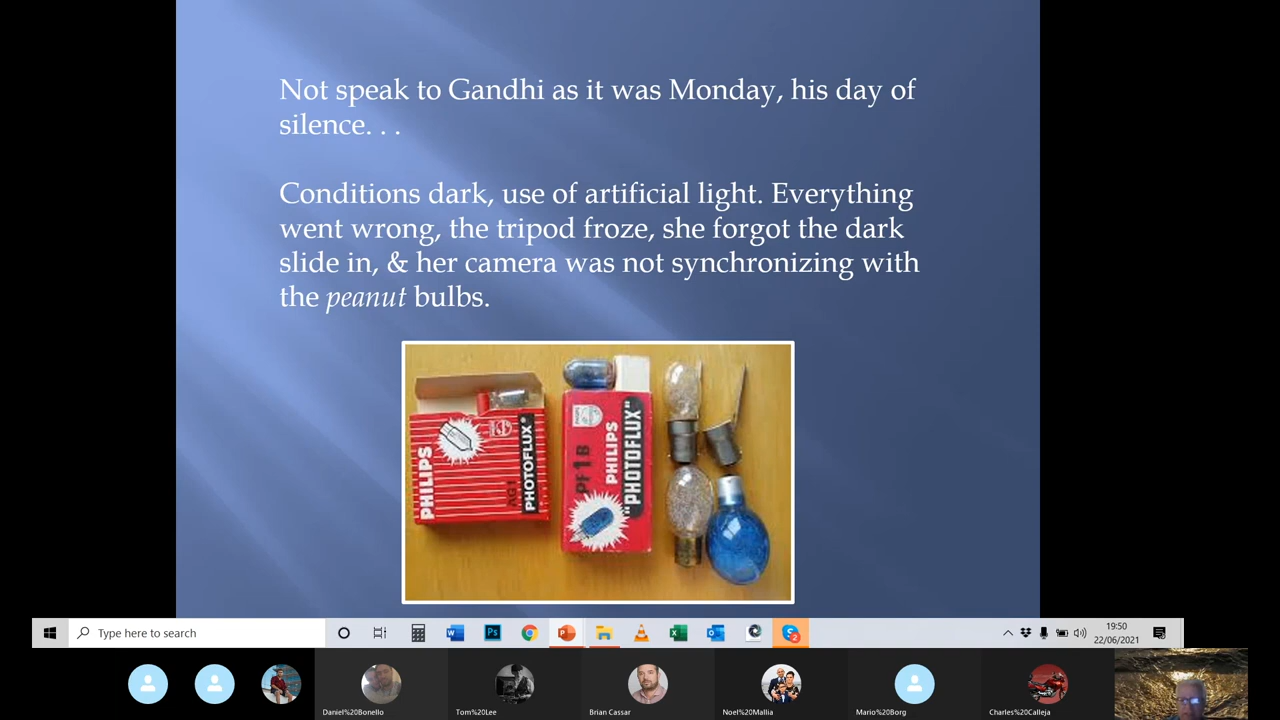 Not speak to Gandhi as it was Monday, his day of
silence. . .
Conditions dark, use of artificial light. Everything
went wrong, the tripod froze, she forgot the dark
slide in, & her camera was not synchronizing with
the peanut bulbs.
PHILIPS
AG1
PHOTOFLUX
PF1B
PHILIPS
"PHOTOFLUX"
Type here to search
19:50
22/06/2021
2
Daniel%20Bonello
Tom%20Lee
Brian Cassar
Noel%20Mallia
Mario%20Borg
Charles%20Calleja